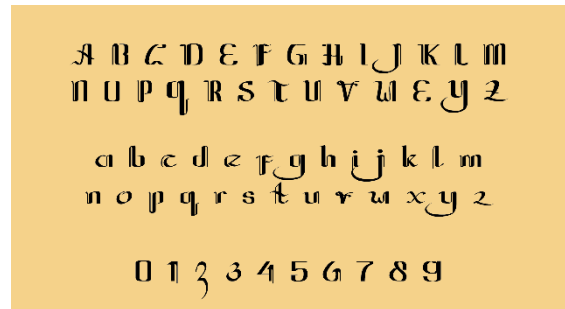 A B C D E F G H I J K L M
N O P Q R S T U V W X Y Z
a b c d e f g h i j k l m
n o p q r s t u v w x y z
0 1 2 3 4 5 6 7 8 9